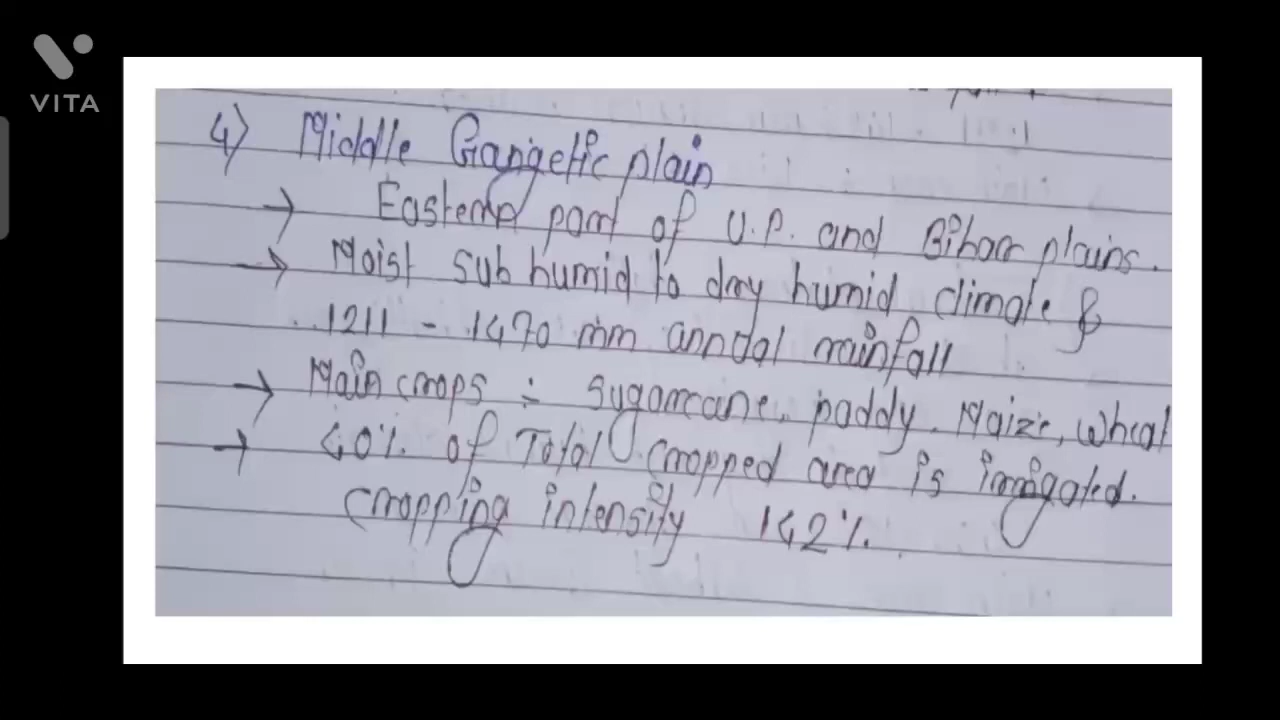 VITA
4) Middle Gangetic plain
→ Eastern part of U.P. and Bihar plains.
→ Moist sub humid to dry humid climate &
1211 - 1470 mm annual rainfall
→ Main crops ÷ sugarcane, paddy, Maize, Wheat
→ 40% of Total cropped area is irrigated.
cropping intensity 142%.